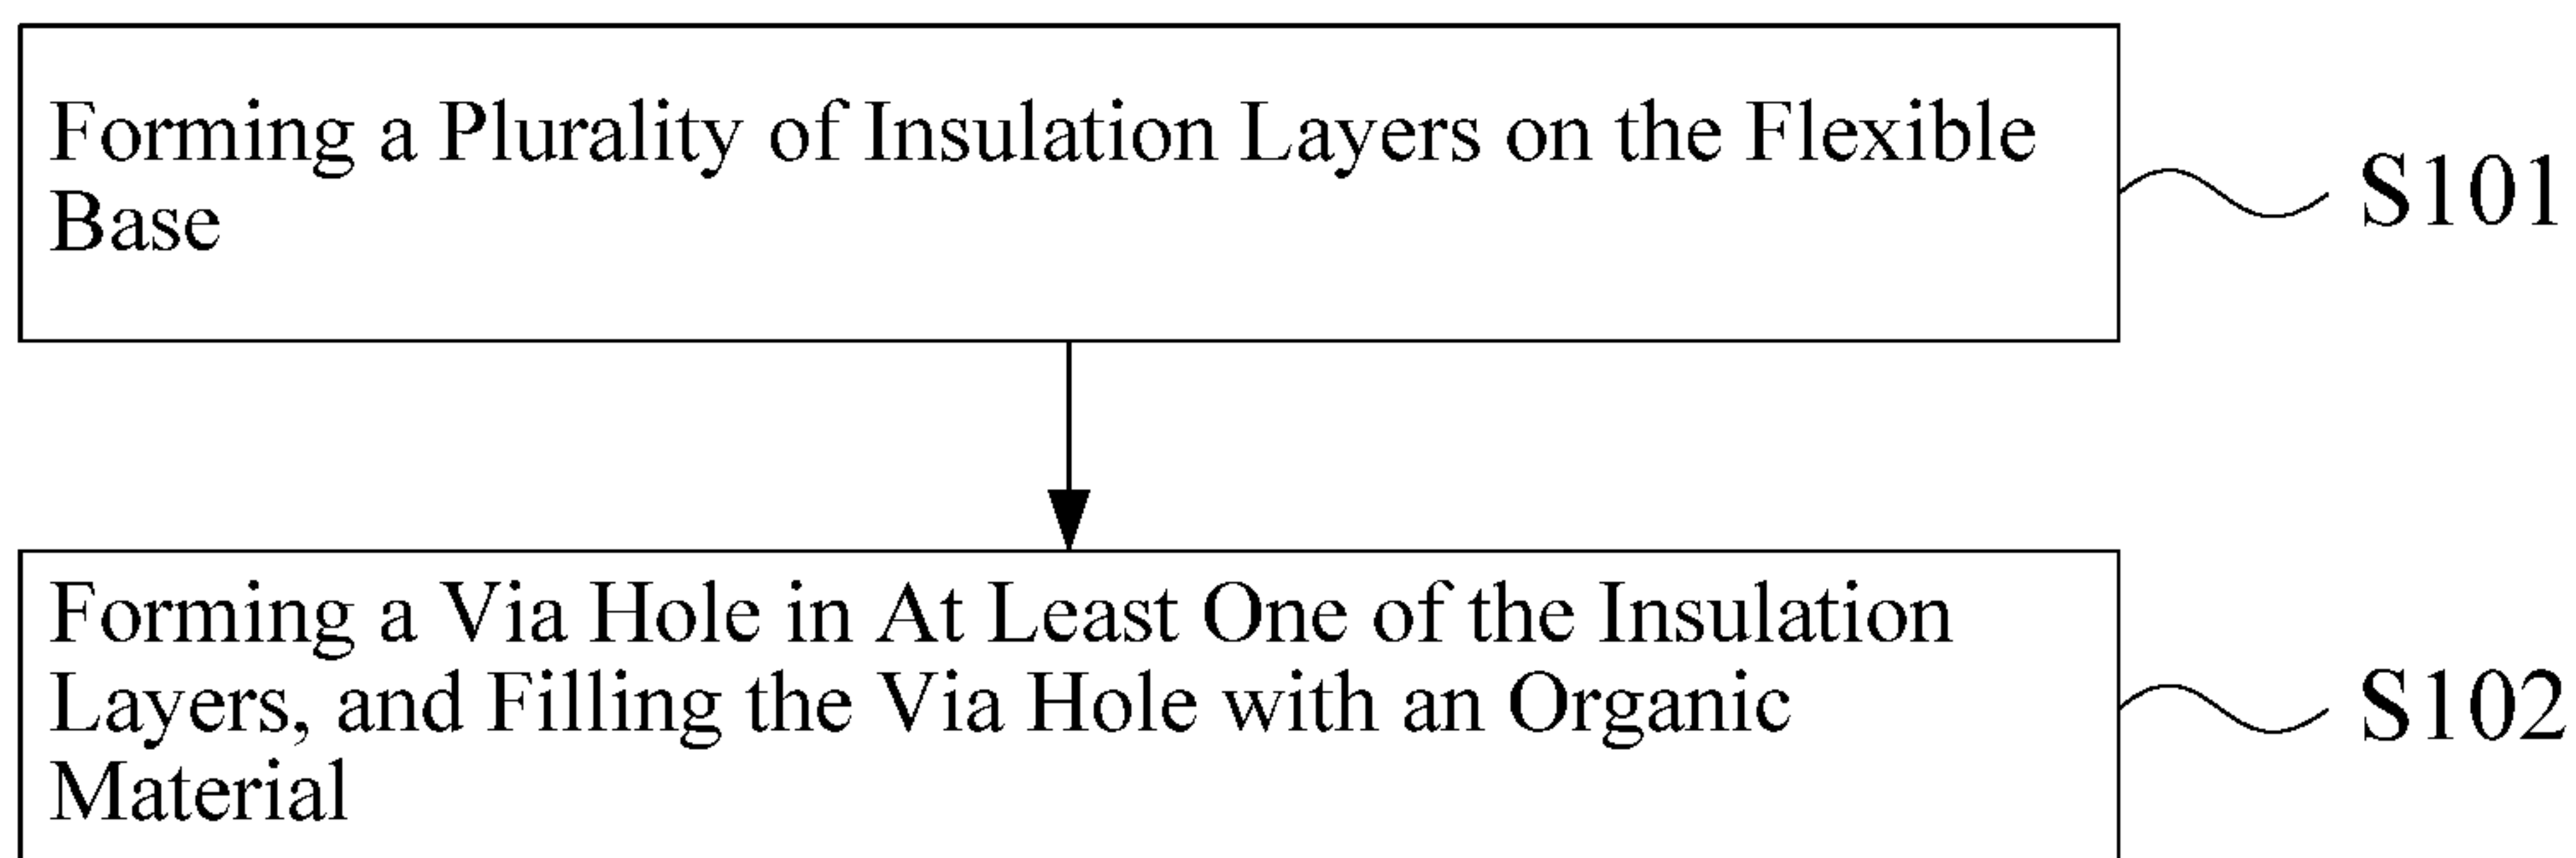 Forming a Plurality of Insulation Layers on the Flexible
Base
S101
Forming a Via Hole in At Least One of the Insulation
Layers, and Filling the Via Hole with an Organic
Material
S102